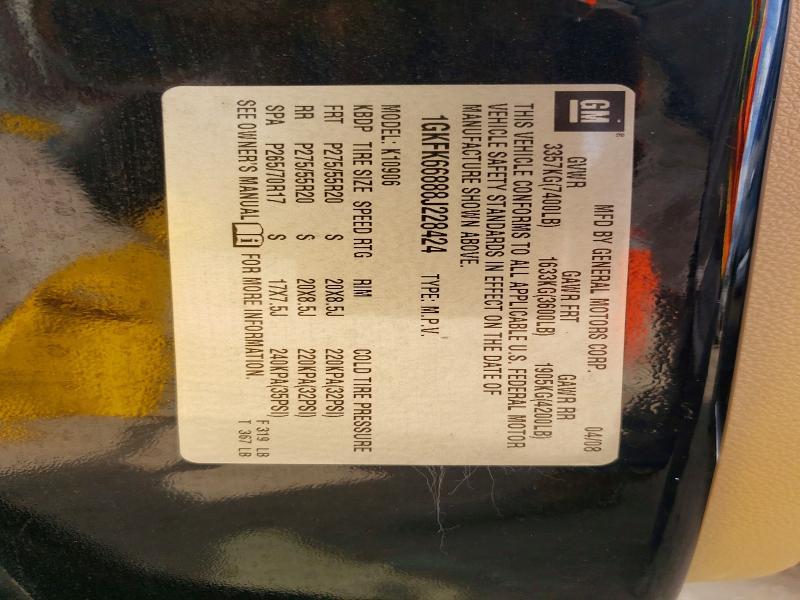 GM®
MFD BY GENERAL MOTORS CORP. 04/08
GVWR GAWR FRT GAWR RR
3357KG(7400LB) 1633KG(3600LB) 1905KG(4200LB)
THIS VEHICLE CONFORMS TO ALL APPLICABLE U.S. FEDERAL MOTOR
VEHICLE SAFETY STANDARDS IN EFFECT ON THE DATE OF
MANUFACTURE SHOWN ABOVE.
1GKFK66888J228424 TYPE: M.P.V.
MODEL: K10906
KBDP TIRE SIZE SPEED RTG RIM COLD TIRE PRESSURE
FRT P275/55R20 S 20X8.5J 220KPA(32PSI)
RR P275/55R20 S 20X8.5J 220KPA(32PSI)
SPA P265/70R17 S 17X7.5J 240KPA(35PSI)
SEE OWNER'S MANUAL FOR MORE INFORMATION.
F 319 LB
T 367 LB